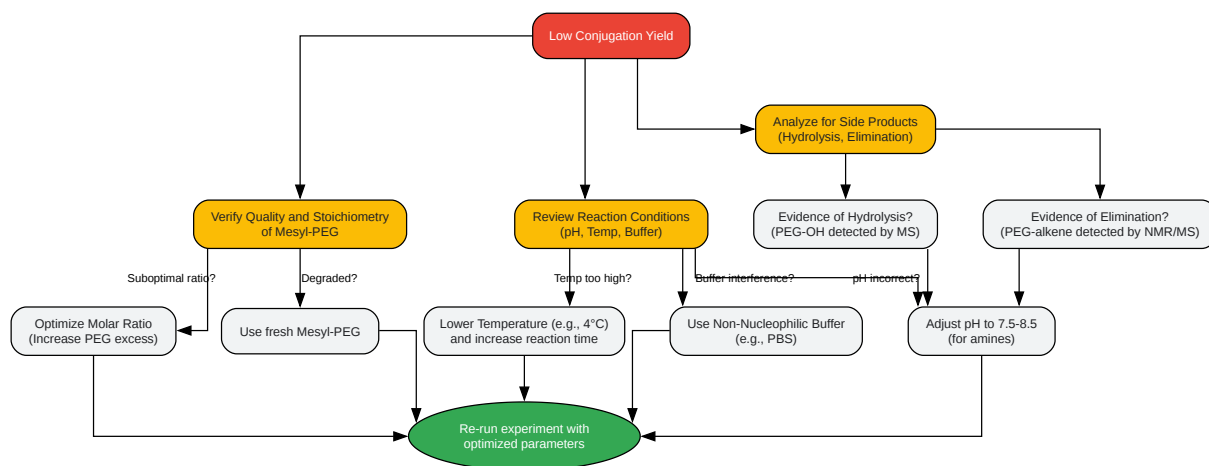 Low Conjugation Yield
Analyze for Side Products
(Hydrolysis, Elimination)
Verify Quality and Stoichiometry
of Mesyl-PEG
Review Reaction Conditions
(pH, Temp, Buffer)
Evidence of Hydrolysis?
(PEG-OH detected by MS)
Evidence of Elimination?
(PEG-alkene detected by NMR/MS)
Suboptimal ratio?
Degraded?
Temp too high?
Buffer interference?
pH incorrect?
Optimize Molar Ratio
(Increase PEG excess)
Use fresh Mesyl-PEG
Lower Temperature (e.g., 4°C)
and increase reaction time
Use Non-Nucleophilic Buffer
(e.g., PBS)
Adjust pH to 7.5-8.5
(for amines)
Re-run experiment with
optimized parameters